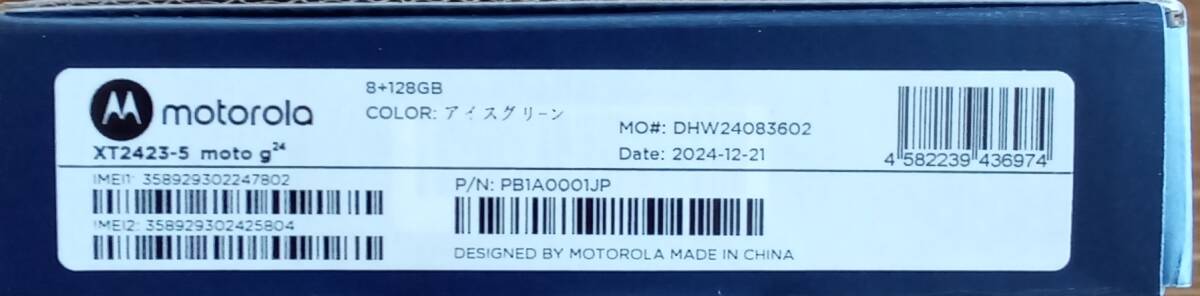 motorola
XT2423-5 moto g24
8+128GB
COLOR: アイスグリーン
MO#: DHW24083602
Date: 2024-12-21
4 582239 436974
IMEI1: 358929302247802
IMEI2: 358929302425804
P/N: PB1A0001JP
DESIGNED BY MOTOROLA MADE IN CHINA